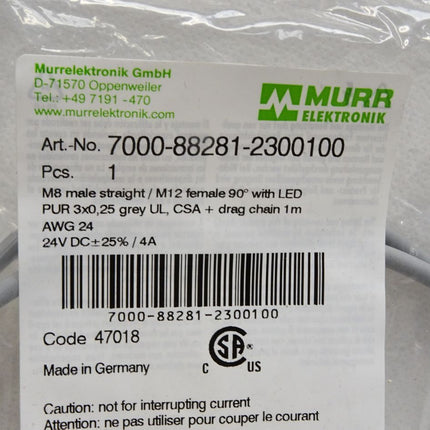 Murrelektronik GmbH
D-71570 Oppenweiler
Tel.: +49 7191 -470
www.murrelektronik.com
MURR
ELEKTRONIK
Art.-No. 7000-88281-2300100
Pcs. 1
M8 male straight / M12 female 90° with LED
PUR 3x0,25 grey UL, CSA + drag chain 1m
AWG 24
24V DC±25% / 4A
7000-88281-2300100
Code 47018
CSA
C US
Made in Germany
Caution: not for interrupting current
Attention: ne pas utiliser pour couper le courant